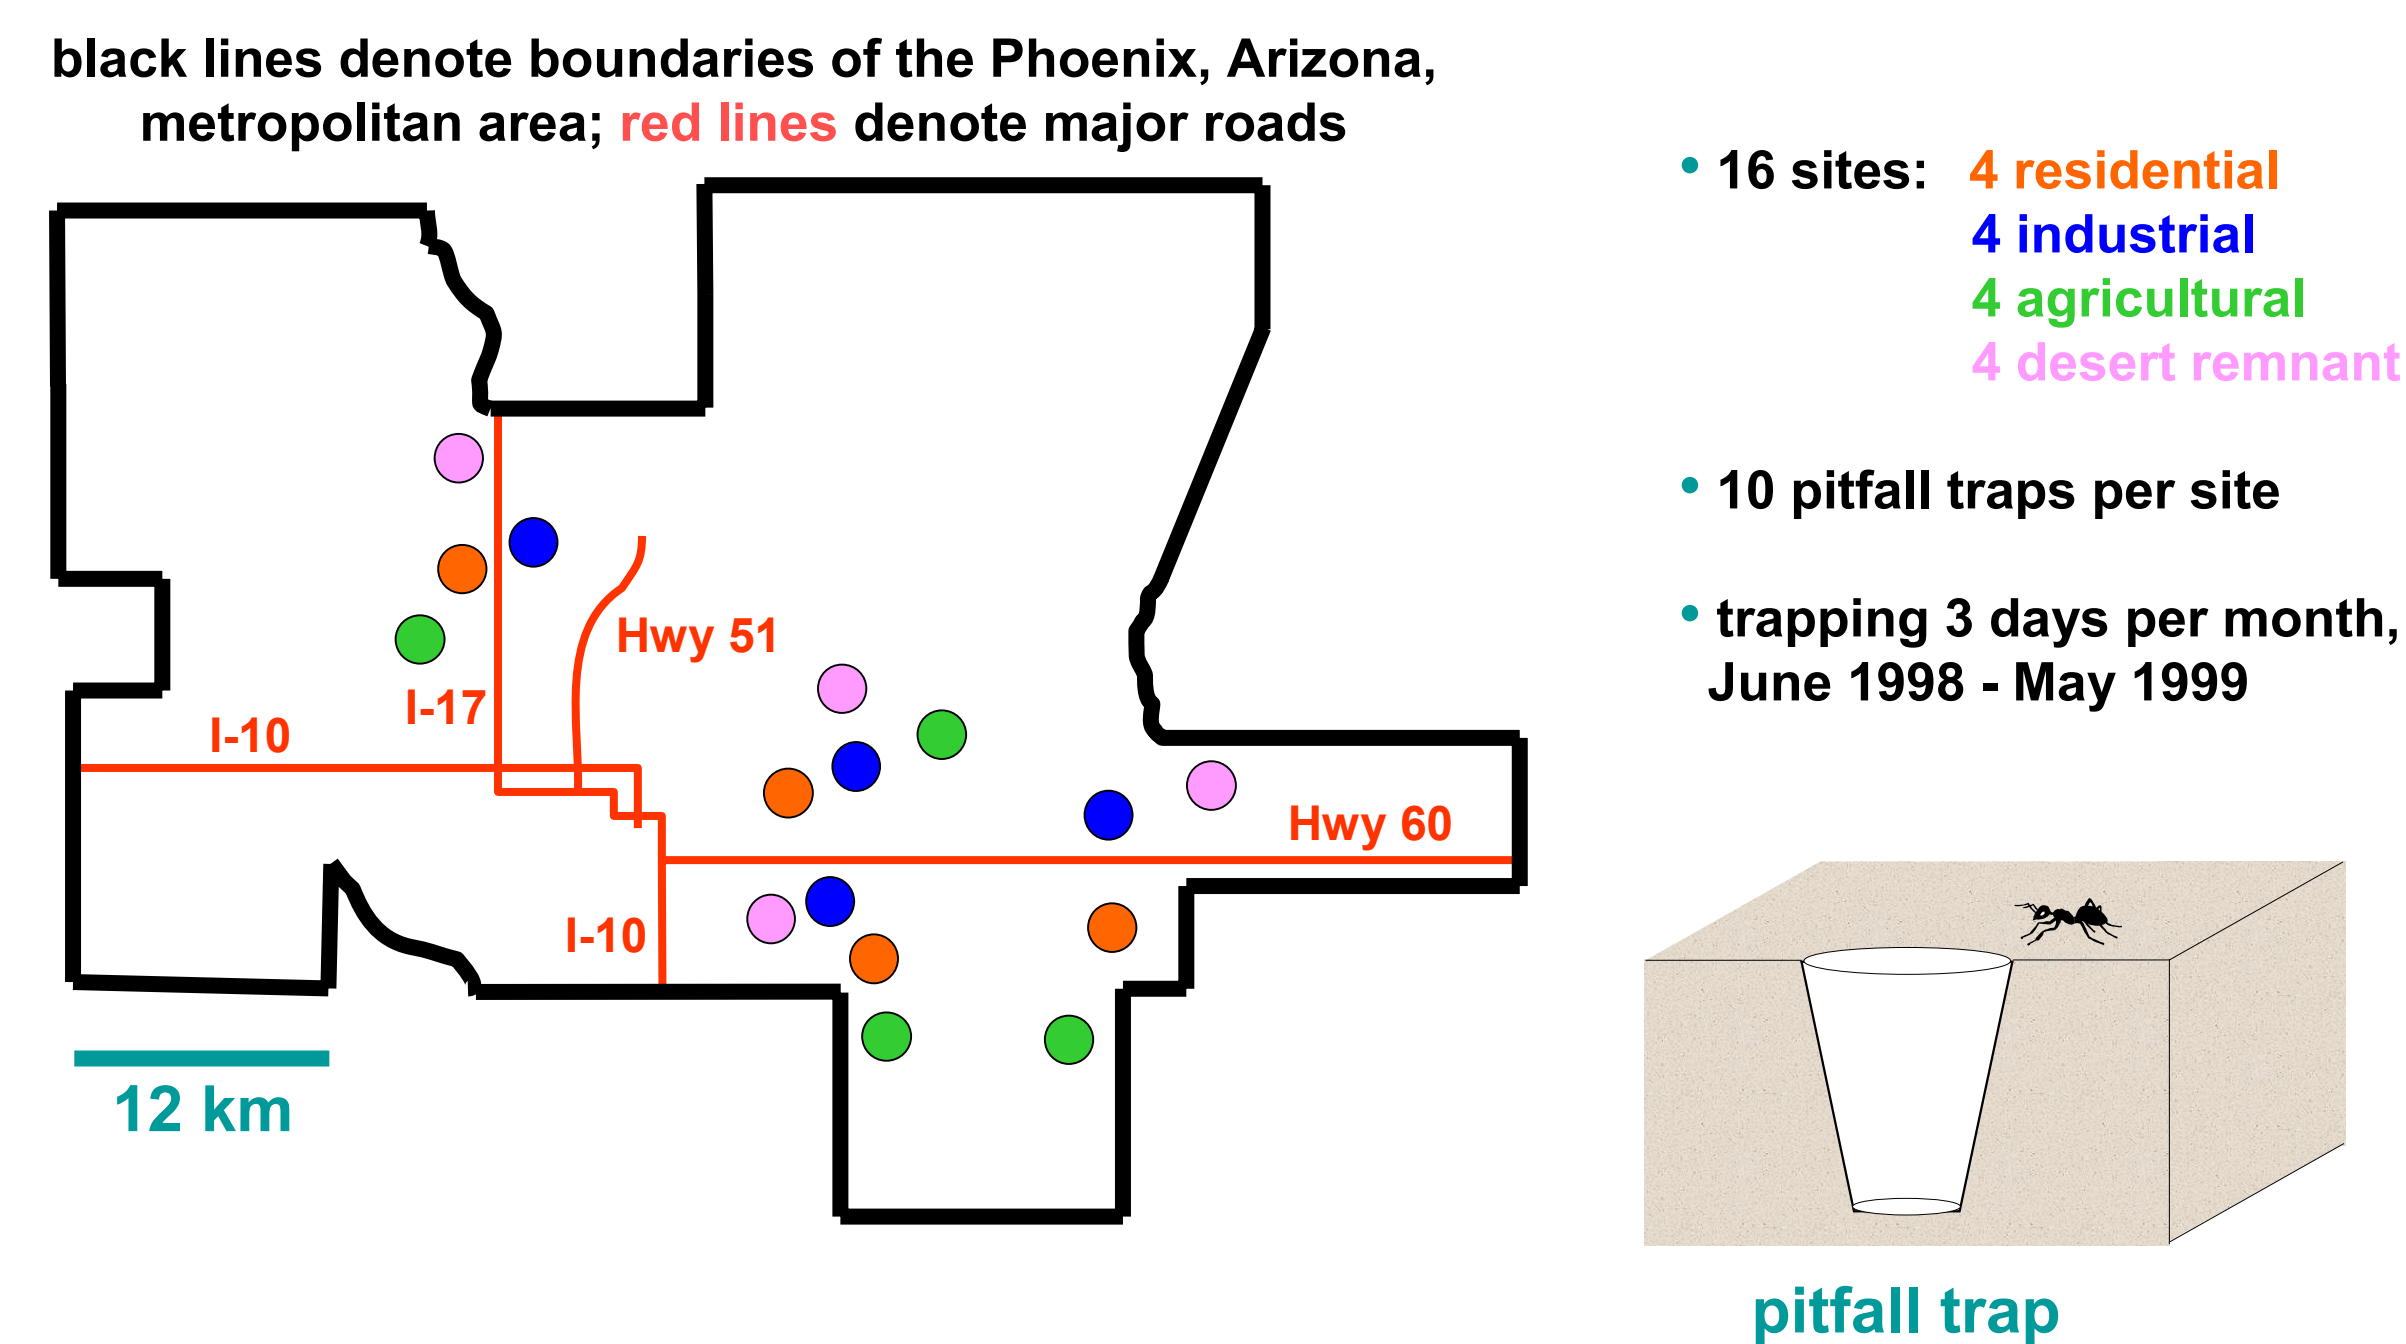 black lines denote boundaries of the Phoenix, Arizona,
metropolitan area; red lines denote major roads
• 16 sites: 4 residential
4 industrial
4 agricultural
4 desert remnant
• 10 pitfall traps per site
• trapping 3 days per month,
June 1998 - May 1999
Hwy 51
I-17
I-10
Hwy 60
I-10
12 km
pitfall trap